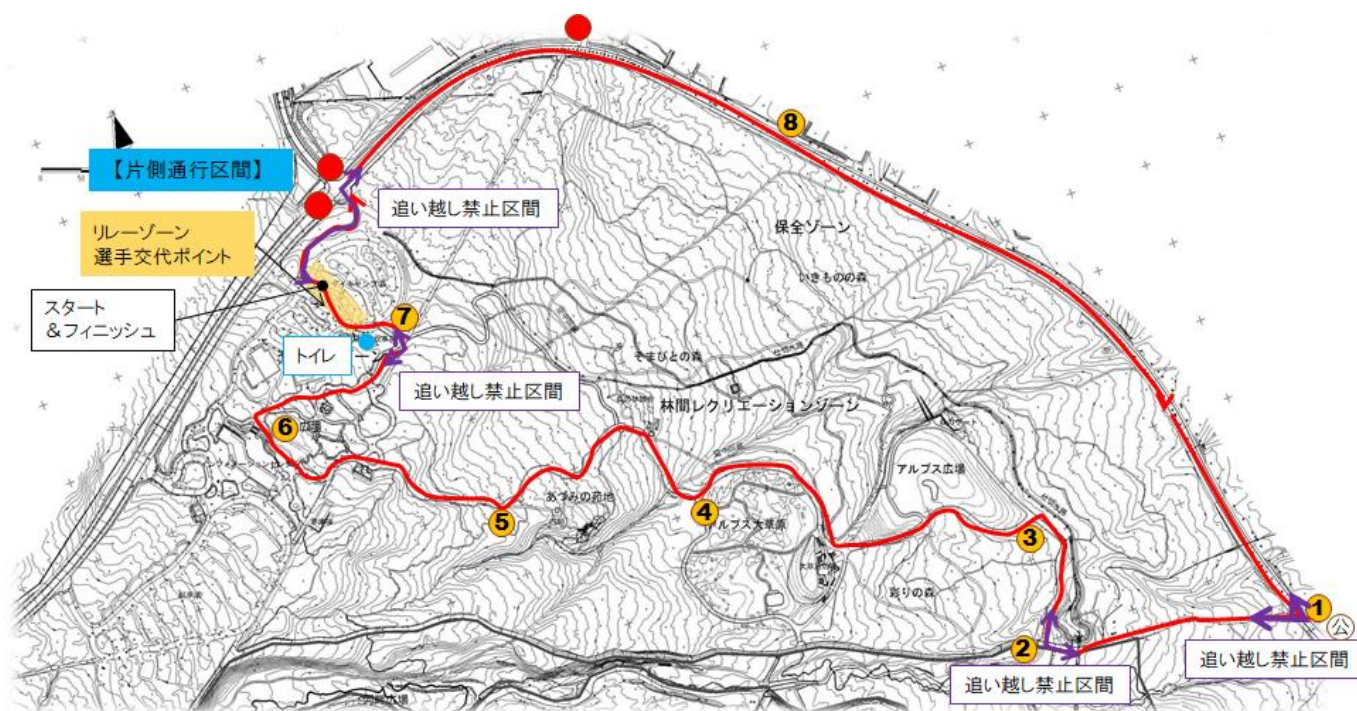 8
【片側通行区間】
追い越し禁止区間
リレーゾーン
選手交代ポイント
保全ゾーン
いきものの森
スタート
&フィニッシュ
7
トイレ
そまびとの森
追い越し禁止区間
林間レクリエーションゾーン
6
アルプス広場
あづみの苑地
4
5
アルプス大草原
3
彩りの森
1
公
2
追い越し禁止区間
追い越し禁止区間